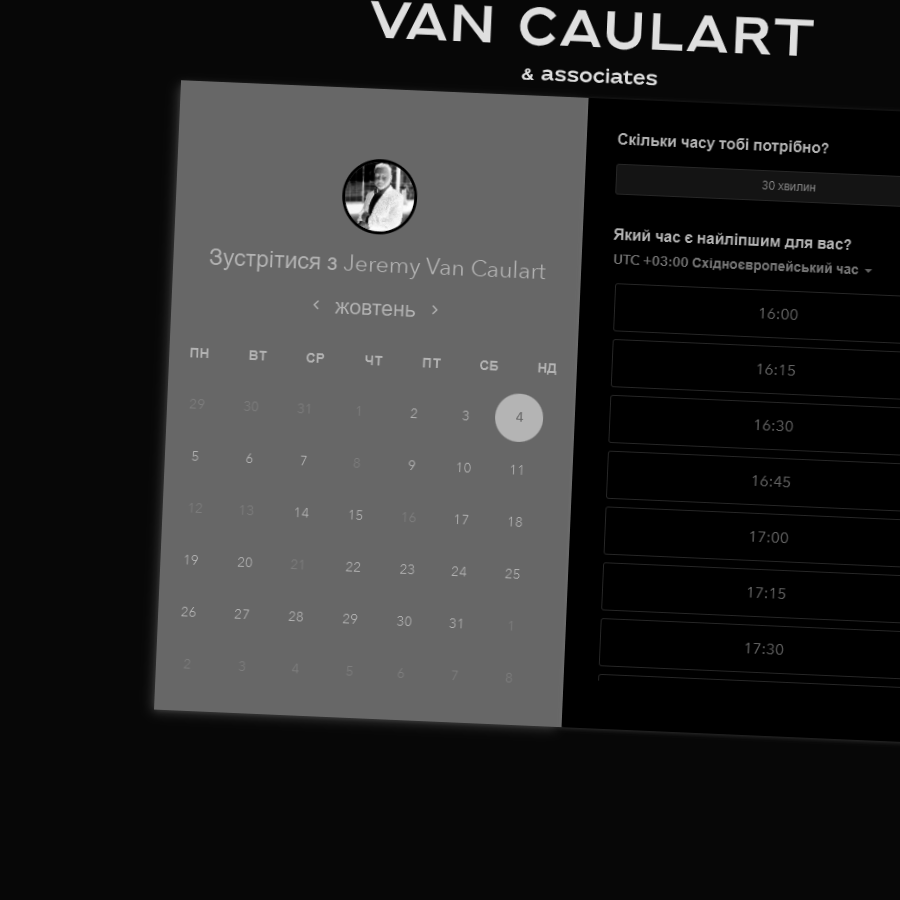 VAN CAULART
& associates
Зустрітися з Jeremy Van Caulart
жовтень
ПН ВТ СР ЧТ ПТ СБ НД
29 30 31 1 2 3 4
5 6 7 8 9 10 11
12 13 14 15 16 17 18
19 20 21 22 23 24 25
26 27 28 29 30 31 1
2 3 4 5 6 7 8
Скільки часу тобі потрібно?
30 хвилин
Який час є найліпшим для вас?
UTC +03:00 Східноєвропейський час
16:00
16:15
16:30
16:45
17:00
17:15
17:30